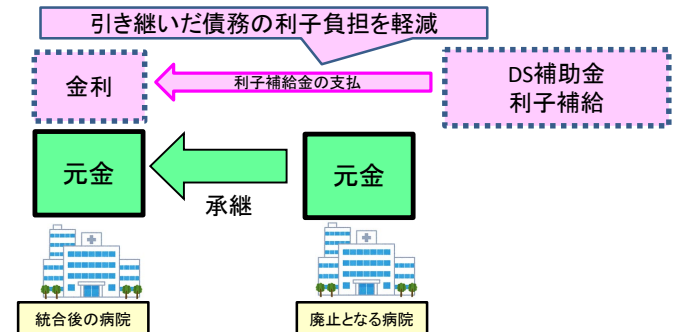 引き継いだ債務の利子負担を軽減
金利
利子補給金の支払
DS補助金
利子補給
元金
承継
元金
統合後の病院
廃止となる病院